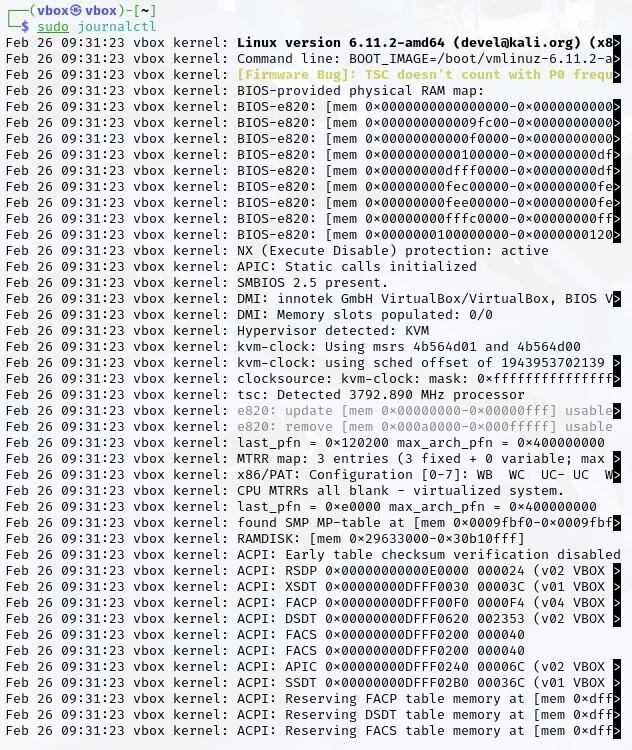 ┌──(vbox㉿vbox)-[~]
└─$ sudo journalctl
Feb 26 09:31:23 vbox kernel: Linux version 6.11.2-amd64 (devel@kali.org) (x8>
Feb 26 09:31:23 vbox kernel: Command line: BOOT_IMAGE=/boot/vmlinuz-6.11.2-a>
Feb 26 09:31:23 vbox kernel: [Firmware Bug]: TSC doesn't count with P0 frequ>
Feb 26 09:31:23 vbox kernel: BIOS-provided physical RAM map:
Feb 26 09:31:23 vbox kernel: BIOS-e820: [mem 0x0000000000000000-0x0000000000>
Feb 26 09:31:23 vbox kernel: BIOS-e820: [mem 0x000000000009fc00-0x0000000000>
Feb 26 09:31:23 vbox kernel: BIOS-e820: [mem 0x00000000000f0000-0x0000000000>
Feb 26 09:31:23 vbox kernel: BIOS-e820: [mem 0x0000000000100000-0x00000000df>
Feb 26 09:31:23 vbox kernel: BIOS-e820: [mem 0x00000000dfff0000-0x00000000df>
Feb 26 09:31:23 vbox kernel: BIOS-e820: [mem 0x00000000fec00000-0x00000000fe>
Feb 26 09:31:23 vbox kernel: BIOS-e820: [mem 0x00000000fee00000-0x00000000fe>
Feb 26 09:31:23 vbox kernel: BIOS-e820: [mem 0x00000000fffc0000-0x00000000ff>
Feb 26 09:31:23 vbox kernel: BIOS-e820: [mem 0x0000000100000000-0x0000000120>
Feb 26 09:31:23 vbox kernel: NX (Execute Disable) protection: active
Feb 26 09:31:23 vbox kernel: APIC: Static calls initialized
Feb 26 09:31:23 vbox kernel: SMBIOS 2.5 present.
Feb 26 09:31:23 vbox kernel: DMI: innotek GmbH VirtualBox/VirtualBox, BIOS V>
Feb 26 09:31:23 vbox kernel: DMI: Memory slots populated: 0/0
Feb 26 09:31:23 vbox kernel: Hypervisor detected: KVM
Feb 26 09:31:23 vbox kernel: kvm-clock: Using msrs 4b564d01 and 4b564d00
Feb 26 09:31:23 vbox kernel: kvm-clock: using sched offset of 1943953702139 >
Feb 26 09:31:23 vbox kernel: clocksource: kvm-clock: mask: 0xfffffffffffffff>
Feb 26 09:31:23 vbox kernel: tsc: Detected 3792.890 MHz processor
Feb 26 09:31:23 vbox kernel: e820: update [mem 0x00000000-0x00000fff] usable>
Feb 26 09:31:23 vbox kernel: e820: remove [mem 0x000a0000-0x000fffff] usable
Feb 26 09:31:23 vbox kernel: last_pfn = 0x120200 max_arch_pfn = 0x400000000
Feb 26 09:31:23 vbox kernel: MTRR map: 3 entries (3 fixed + 0 variable; max >
Feb 26 09:31:23 vbox kernel: x86/PAT: Configuration [0-7]: WB  WC  UC- UC  W>
Feb 26 09:31:23 vbox kernel: CPU MTRRs all blank - virtualized system.
Feb 26 09:31:23 vbox kernel: last_pfn = 0xe0000 max_arch_pfn = 0x400000000
Feb 26 09:31:23 vbox kernel: found SMP MP-table at [mem 0x0009fbf0-0x0009fbf>
Feb 26 09:31:23 vbox kernel: RAMDISK: [mem 0x29633000-0x30b10fff]
Feb 26 09:31:23 vbox kernel: ACPI: Early table checksum verification disabled
Feb 26 09:31:23 vbox kernel: ACPI: RSDP 0x00000000000E0000 000024 (v02 VBOX >
Feb 26 09:31:23 vbox kernel: ACPI: XSDT 0x00000000DFFF0030 00003C (v01 VBOX >
Feb 26 09:31:23 vbox kernel: ACPI: FACP 0x00000000DFFF00F0 0000F4 (v04 VBOX >
Feb 26 09:31:23 vbox kernel: ACPI: DSDT 0x00000000DFFF0620 002353 (v02 VBOX >
Feb 26 09:31:23 vbox kernel: ACPI: FACS 0x00000000DFFF0200 000040
Feb 26 09:31:23 vbox kernel: ACPI: FACS 0x00000000DFFF0200 000040
Feb 26 09:31:23 vbox kernel: ACPI: APIC 0x00000000DFFF0240 00006C (v02 VBOX >
Feb 26 09:31:23 vbox kernel: ACPI: SSDT 0x00000000DFFF02B0 00036C (v01 VBOX >
Feb 26 09:31:23 vbox kernel: ACPI: Reserving FACP table memory at [mem 0xdff>
Feb 26 09:31:23 vbox kernel: ACPI: Reserving DSDT table memory at [mem 0xdff>
Feb 26 09:31:23 vbox kernel: ACPI: Reserving FACS table memory at [mem 0xdff>